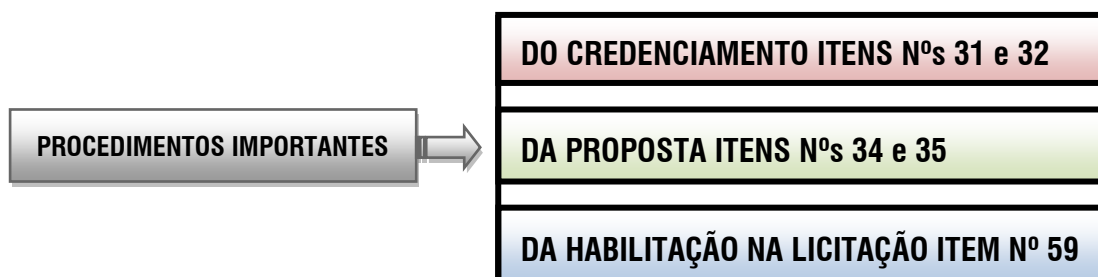 PROCEDIMENTOS IMPORTANTES
DO CREDENCIAMENTO ITENS Nºs 31 e 32
DA PROPOSTA ITENS Nºs 34 e 35
DA HABILITAÇÃO NA LICITAÇÃO ITEM Nº 59